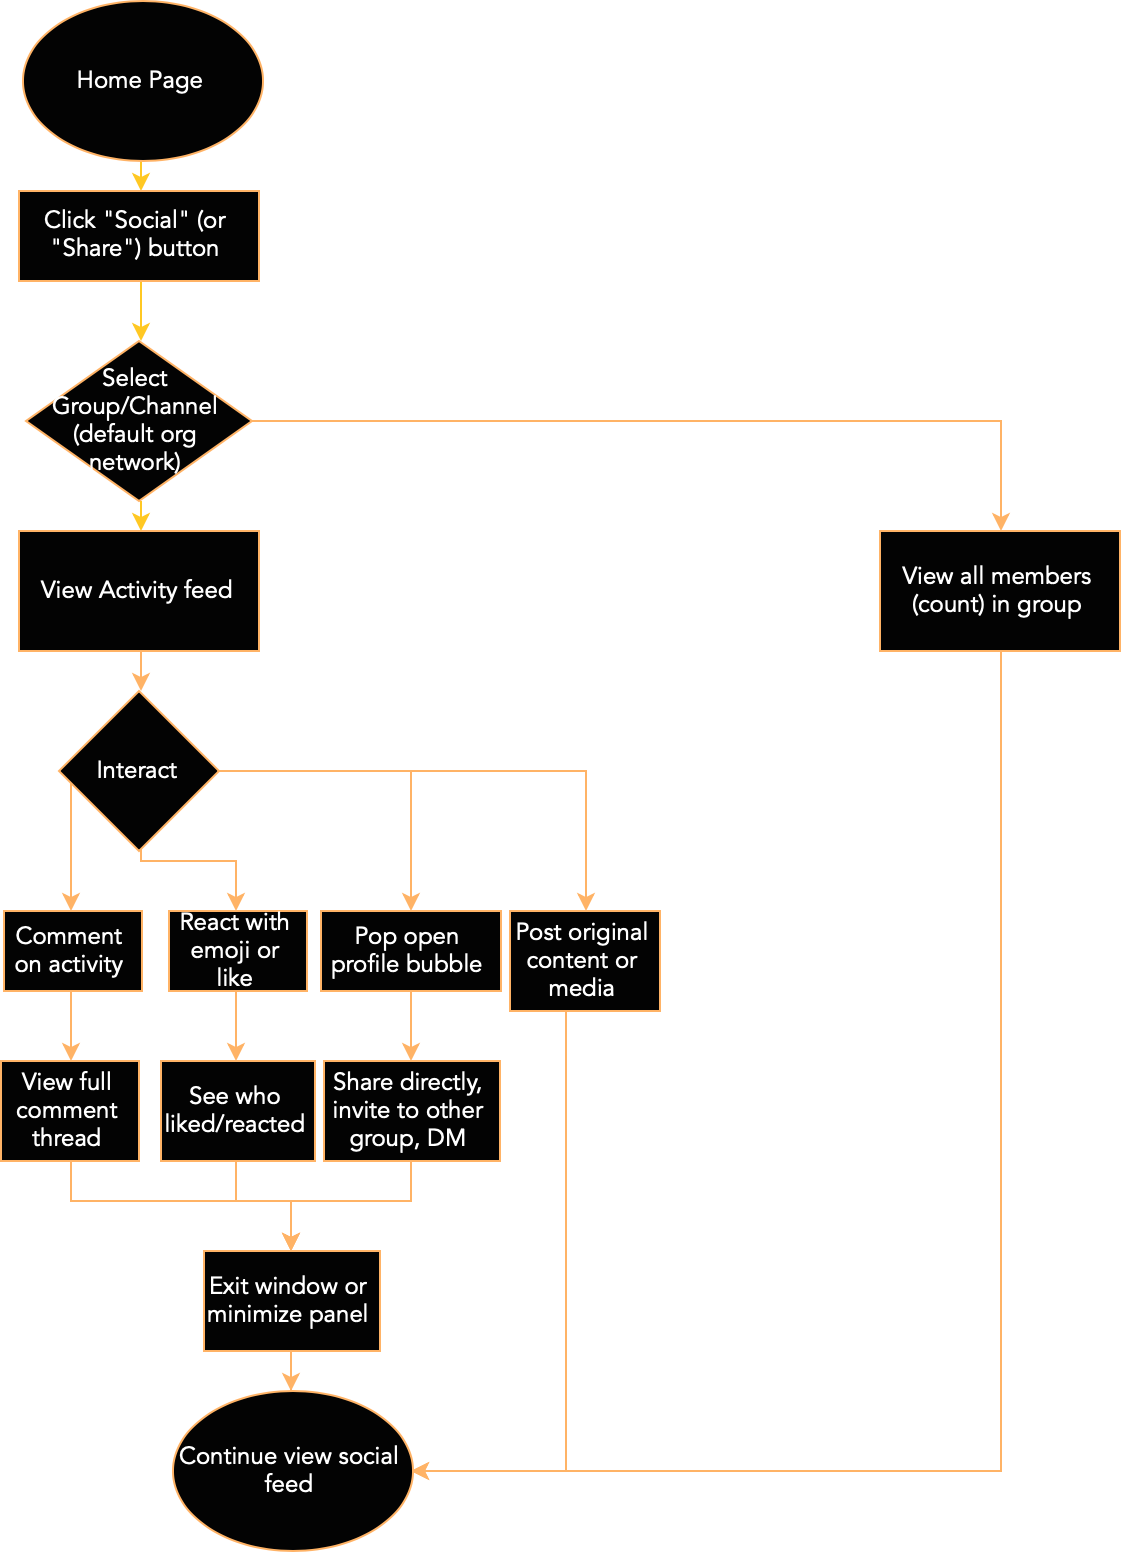 Home Page
Click "Social" (or
"Share") button
Select
Group/Channel
(default org
network)
View Activity feed
View all members
(count) in group
Interact
Comment
on activity
React with
emoji or
like
Pop open
profile bubble
Post original
content or
media
View full
comment
thread
See who
liked/reacted
Share directly,
invite to other
group, DM
Exit window or
minimize panel
Continue view social
feed